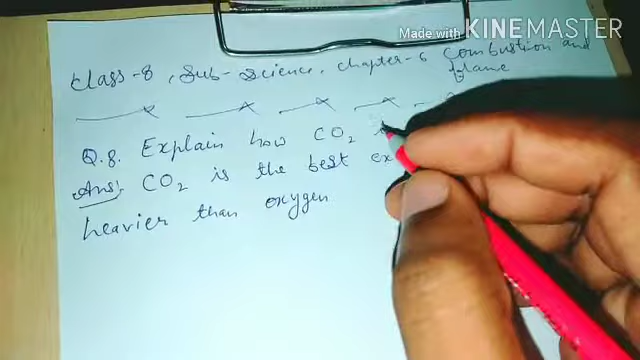 Made with KINEMASTER
Class-8, Sub-Science, Chapter-6 Combustion and
flame
Q.8. Explain how CO2
Ans: CO2 is the best ex
heavier than oxygen